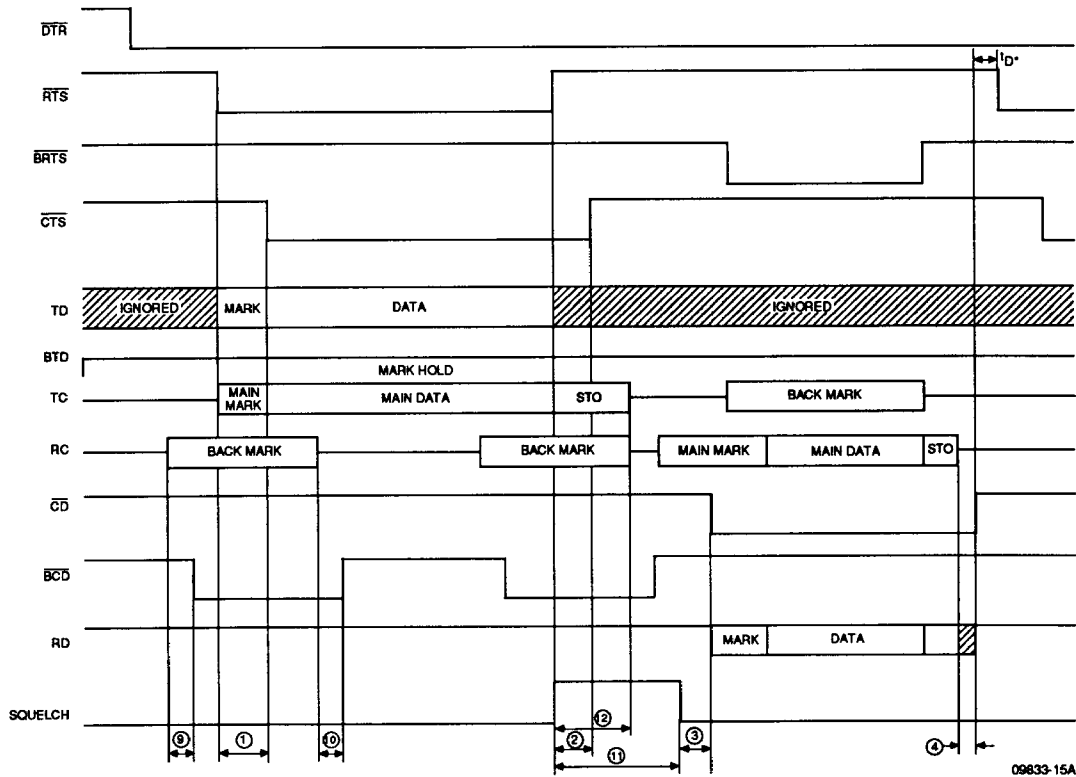 DTR
tD*
RTS
BRTS
CTS
TD
IGNORED
MARK
DATA
IGNORED
BTD
MARK HOLD
TC
MAIN MARK
MAIN DATA
STO
BACK MARK
RC
BACK MARK
BACK MARK
MAIN MARK
MAIN DATA
STO
CD
BCD
RD
MARK
DATA
SQUELCH
⑨
①
⑩
⑫
②
⑪
③
④
09833-15A